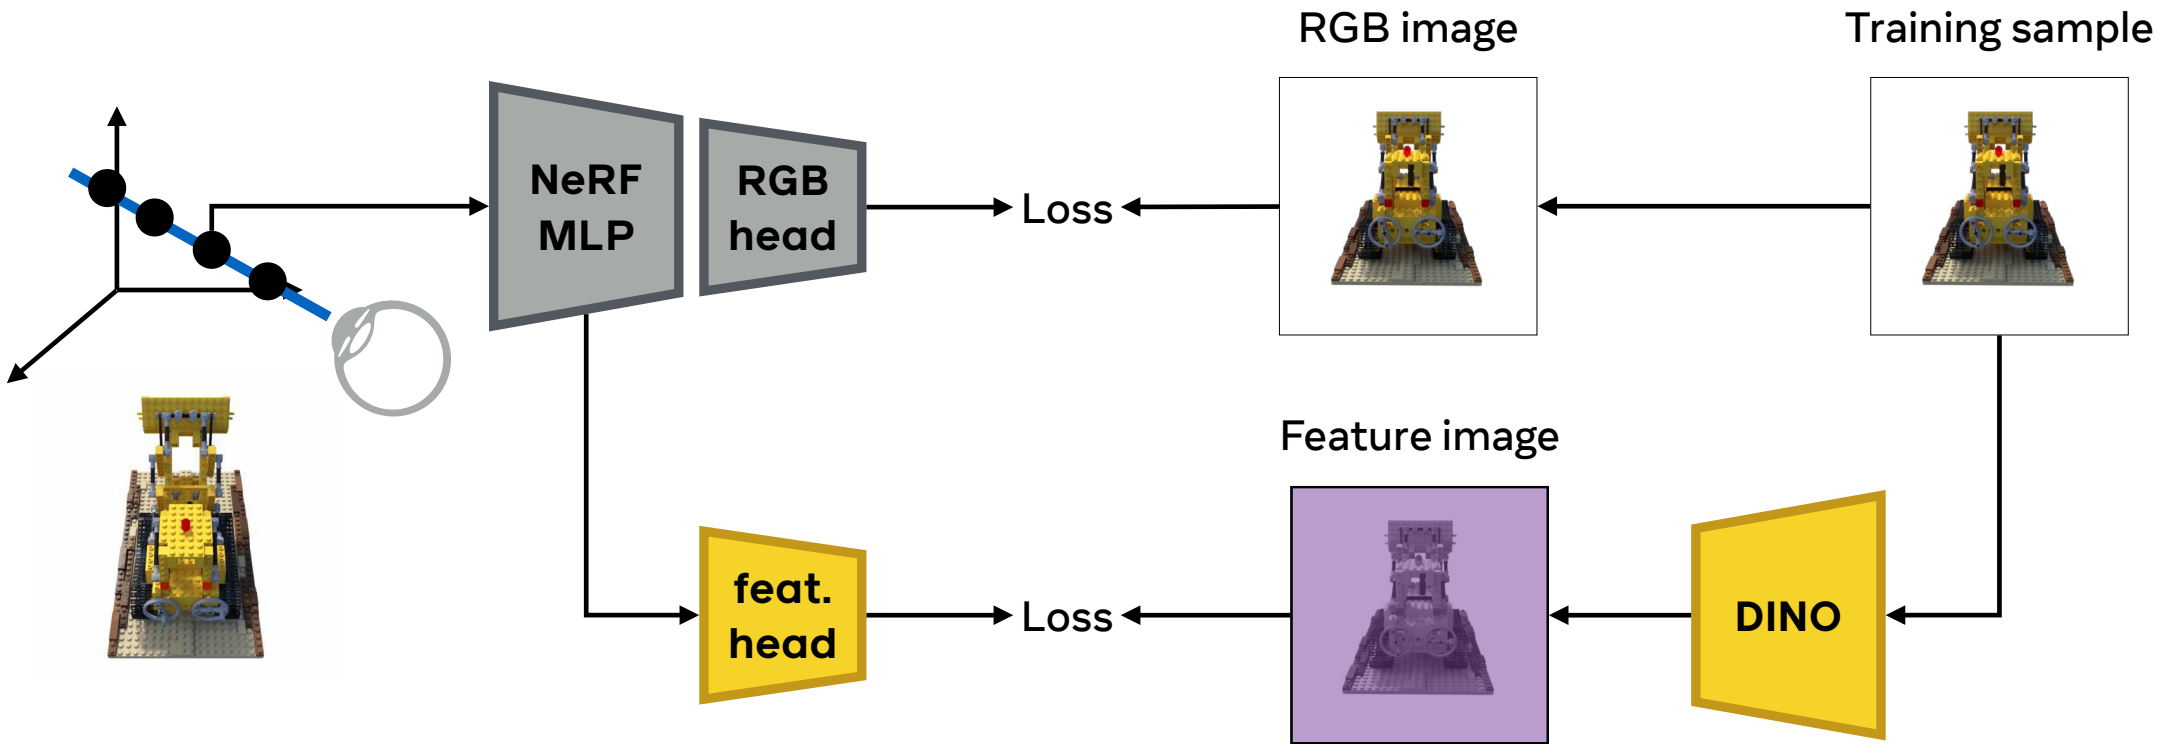 RGB image
Training sample
NeRF
MLP
RGB
head
Loss
Feature image
feat.
head
Loss
DINO